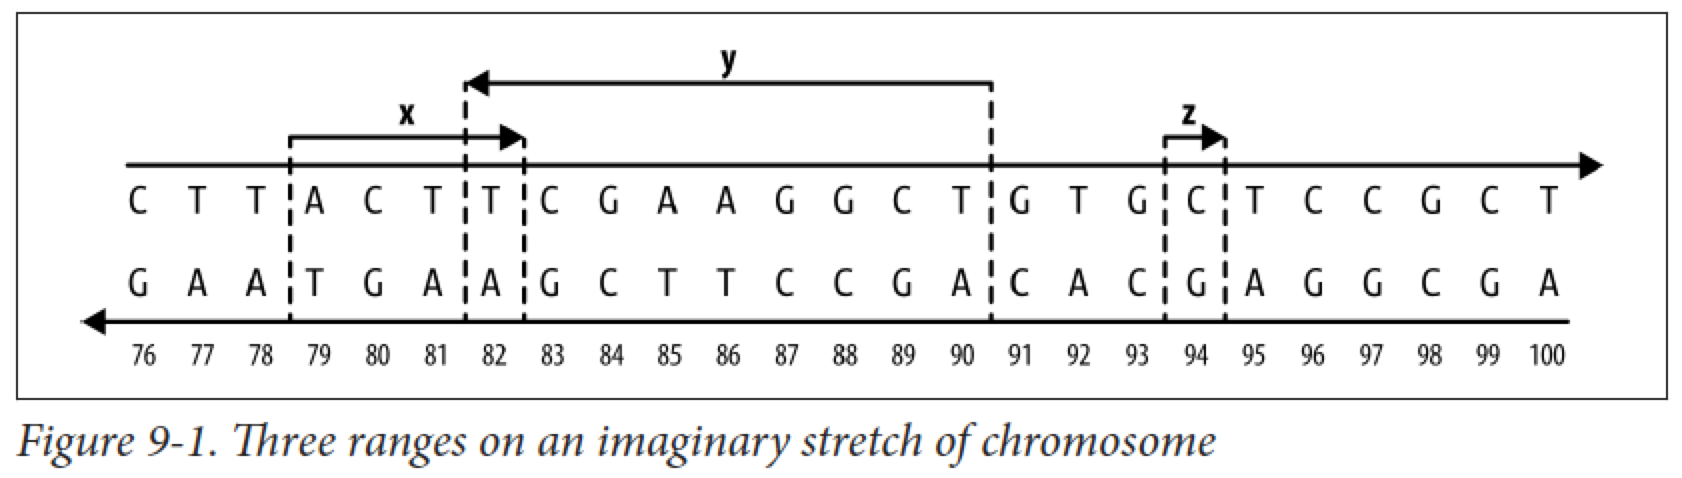 y
x
z
C T T A C T T C G A A G G C T G T G C T C C G C T
G A A T G A A G C T T C C G A C A C G A G G C G A
76 77 78 79 80 81 82 83 84 85 86 87 88 89 90 91 92 93 94 95 96 97 98 99 100
Figure 9-1. Three ranges on an imaginary stretch of chromosome